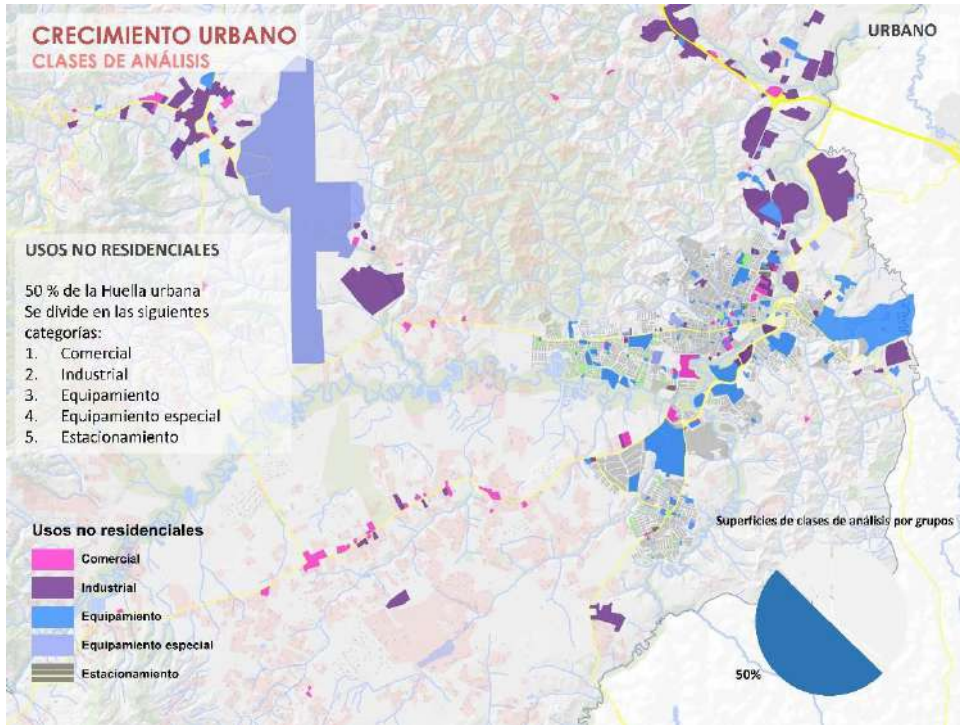 CRECIMIENTO URBANO
CLASES DE ANÁLISIS
URBANO
USOS NO RESIDENCIALES
50 % de la Huella urbana
Se divide en las siguientes
categorías:
1. Comercial
2. Industrial
3. Equipamiento
4. Equipamiento especial
5. Estacionamiento
Usos no residenciales
Comercial
Industrial
Equipamiento
Equipamiento especial
Estacionamiento
Superficies de clases de análisis por grupos
50%